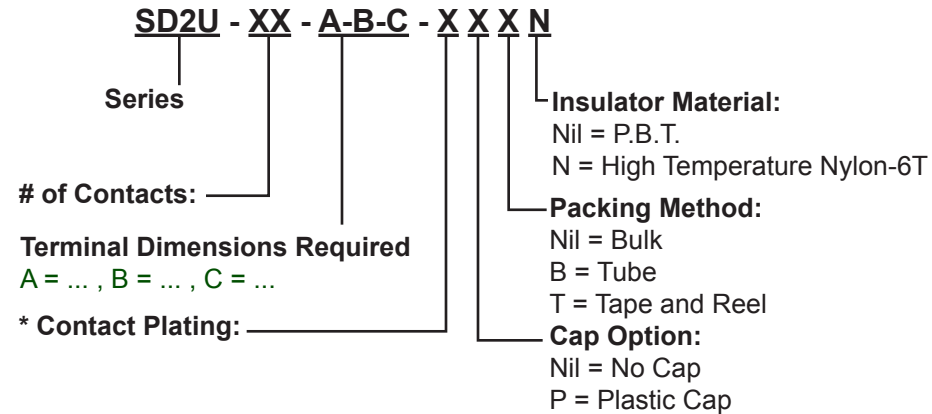 SD2U - XX - A-B-C - X X X N
Series
# of Contacts:
Terminal Dimensions Required
A = ... , B = ... , C = ...
* Contact Plating:
Insulator Material:
Nil = P.B.T.
N = High Temperature Nylon-6T
Packing Method:
Nil = Bulk
B = Tube
T = Tape and Reel
Cap Option:
Nil = No Cap
P = Plastic Cap